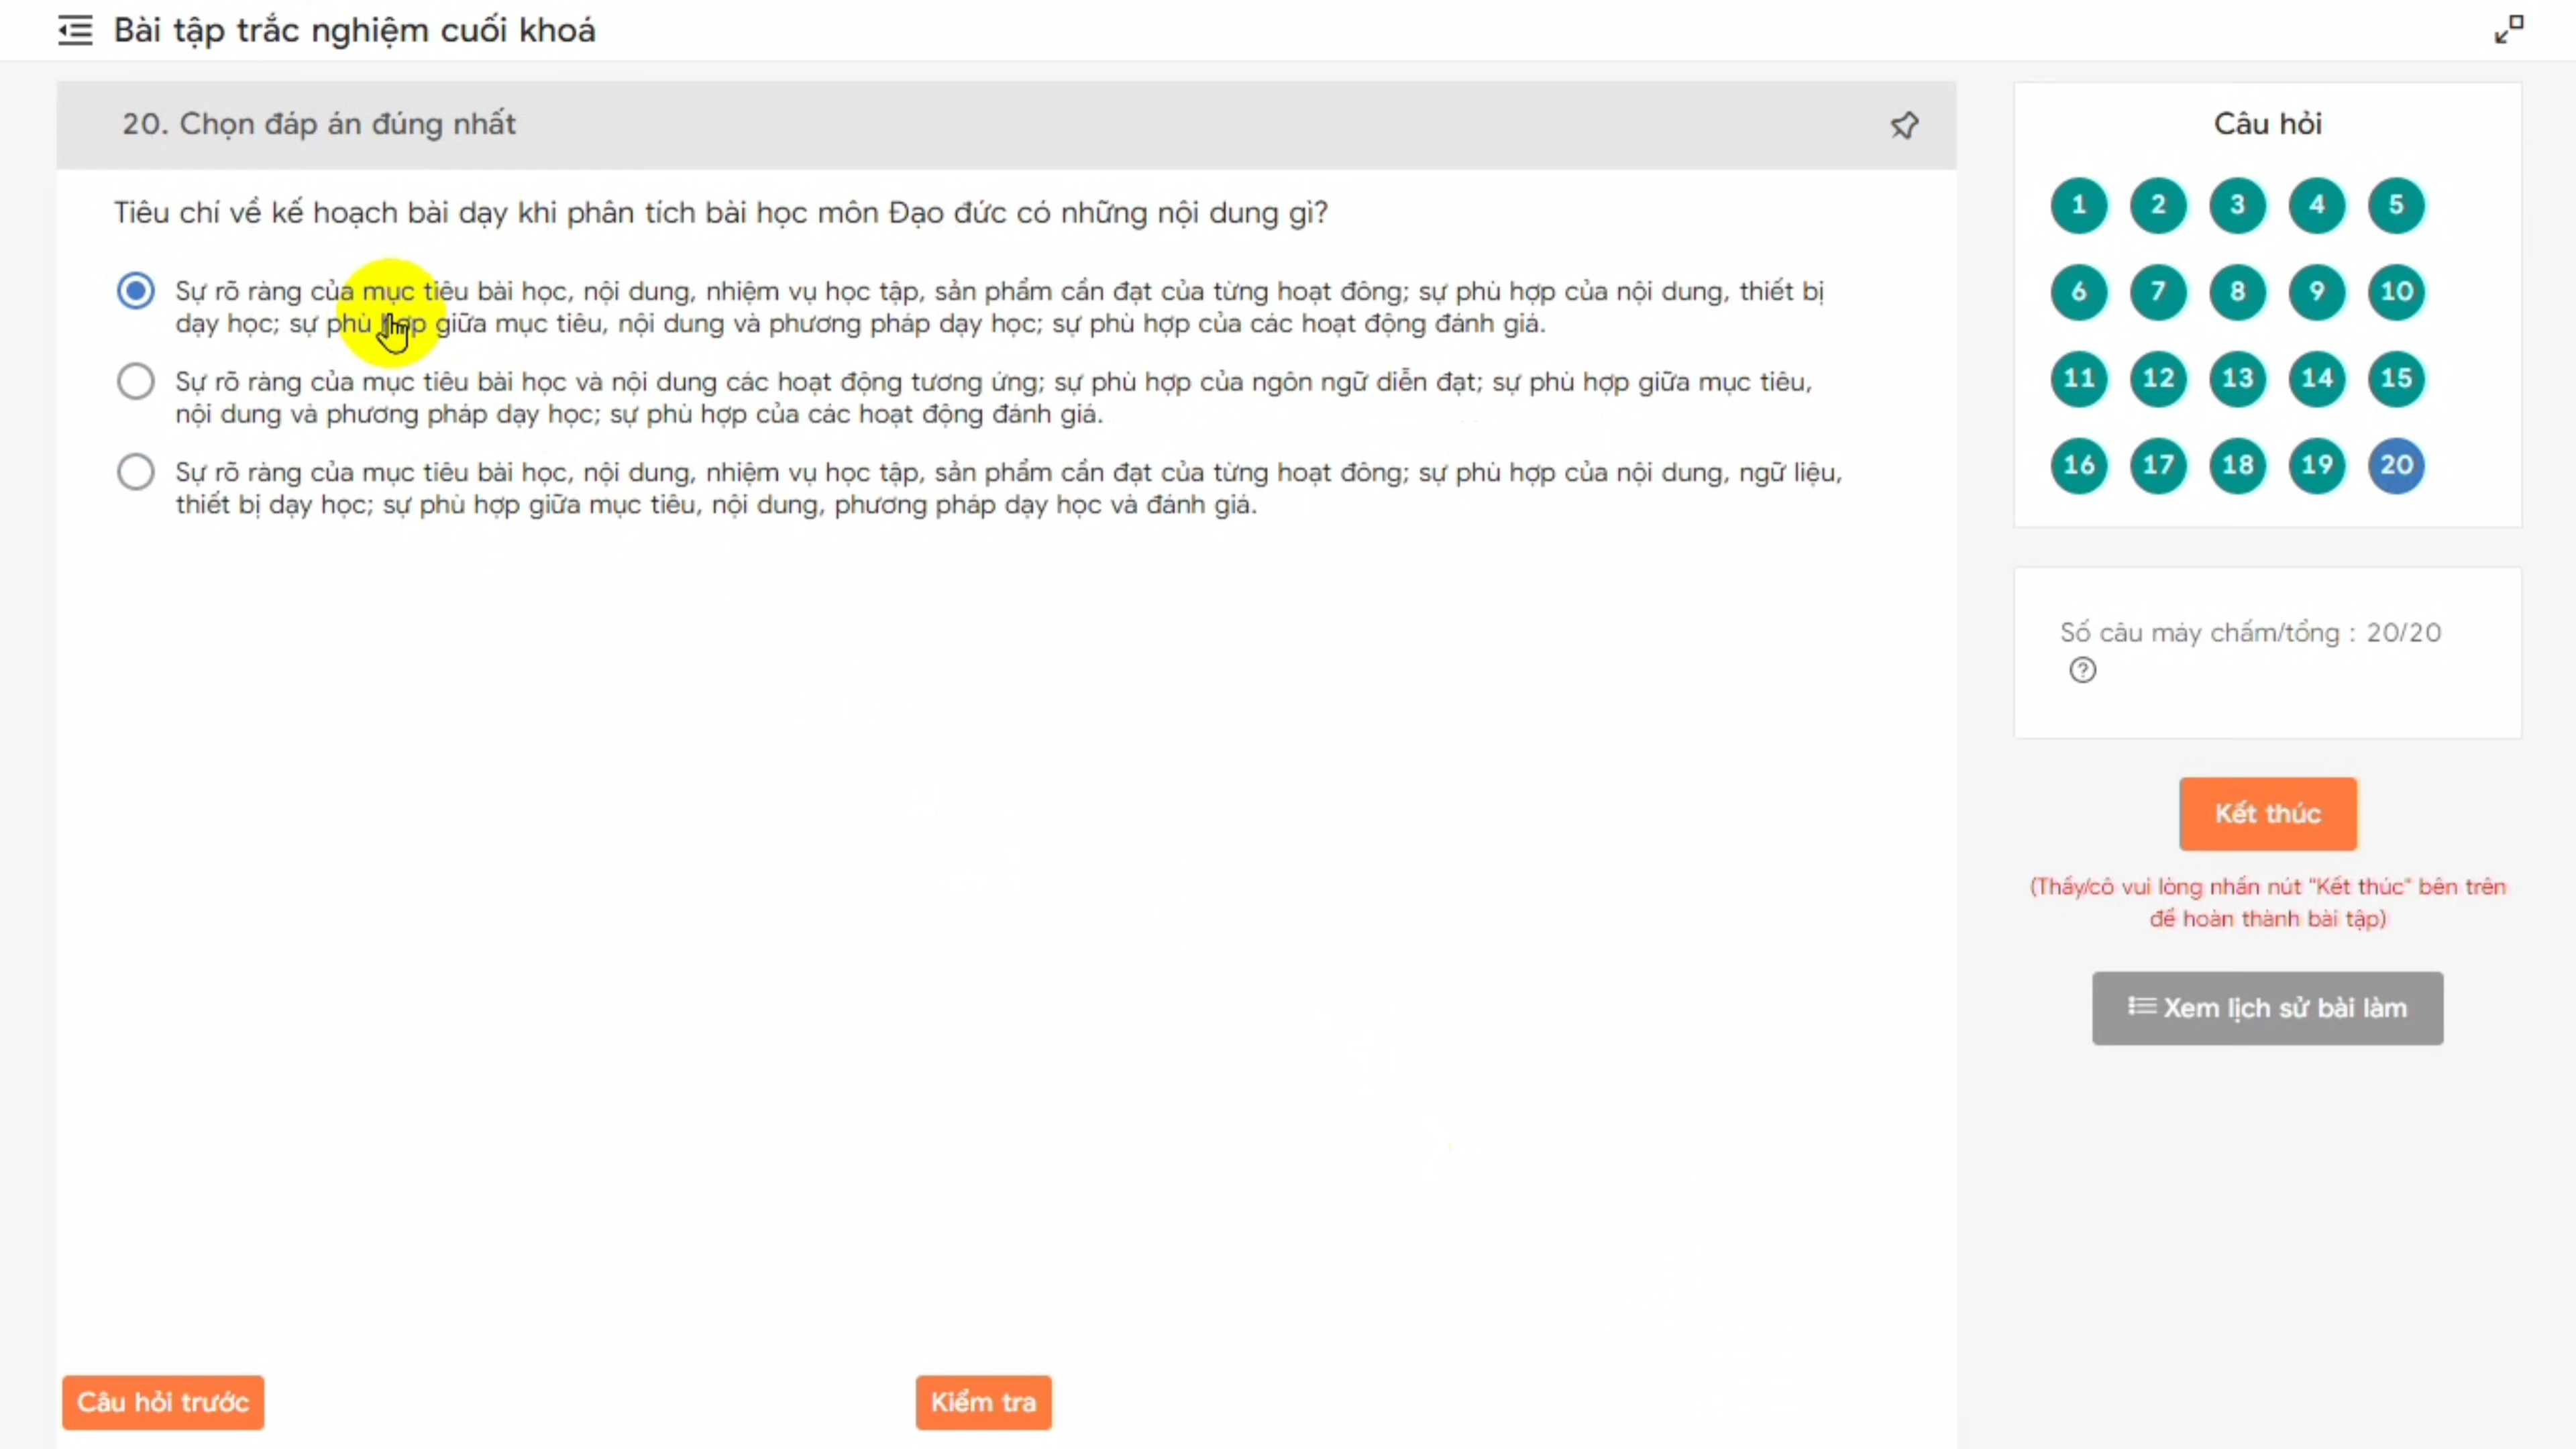 Bài tập trắc nghiệm cuối khoá
20. Chọn đáp án đúng nhất
Tiêu chí về kế hoạch bài dạy khi phân tích bài học môn Đạo đức có những nội dung gì?
Sự rõ ràng của mục tiêu bài học, nội dung, nhiệm vụ học tập, sản phẩm cần đạt của từng hoạt đông; sự phù hợp của nội dung, thiết bị
dạy học; sự phù hợp giữa mục tiêu, nội dung và phương pháp dạy học; sự phù hợp của các hoạt động đánh giá.
Sự rõ ràng của mục tiêu bài học và nội dung các hoạt động tương ứng; sự phù hợp của ngôn ngữ diễn đạt; sự phù hợp giữa mục tiêu,
nội dung và phương pháp dạy học; sự phù hợp của các hoạt động đánh giá.
Sự rõ ràng của mục tiêu bài học, nội dung, nhiệm vụ học tập, sản phẩm cần đạt của từng hoạt đông; sự phù hợp của nội dung, ngữ liệu,
thiết bị dạy học; sự phù hợp giữa mục tiêu, nội dung, phương pháp dạy học và đánh giá.
Câu hỏi trước
Kiểm tra
Câu hỏi
1 2 3 4 5
6 7 8 9 10
11 12 13 14 15
16 17 18 19 20
Số câu máy chấm/tổng : 20/20
?
Kết thúc
(Thầy/cô vui lòng nhấn nút "Kết thúc" bên trên
để hoàn thành bài tập)
Xem lịch sử bài làm